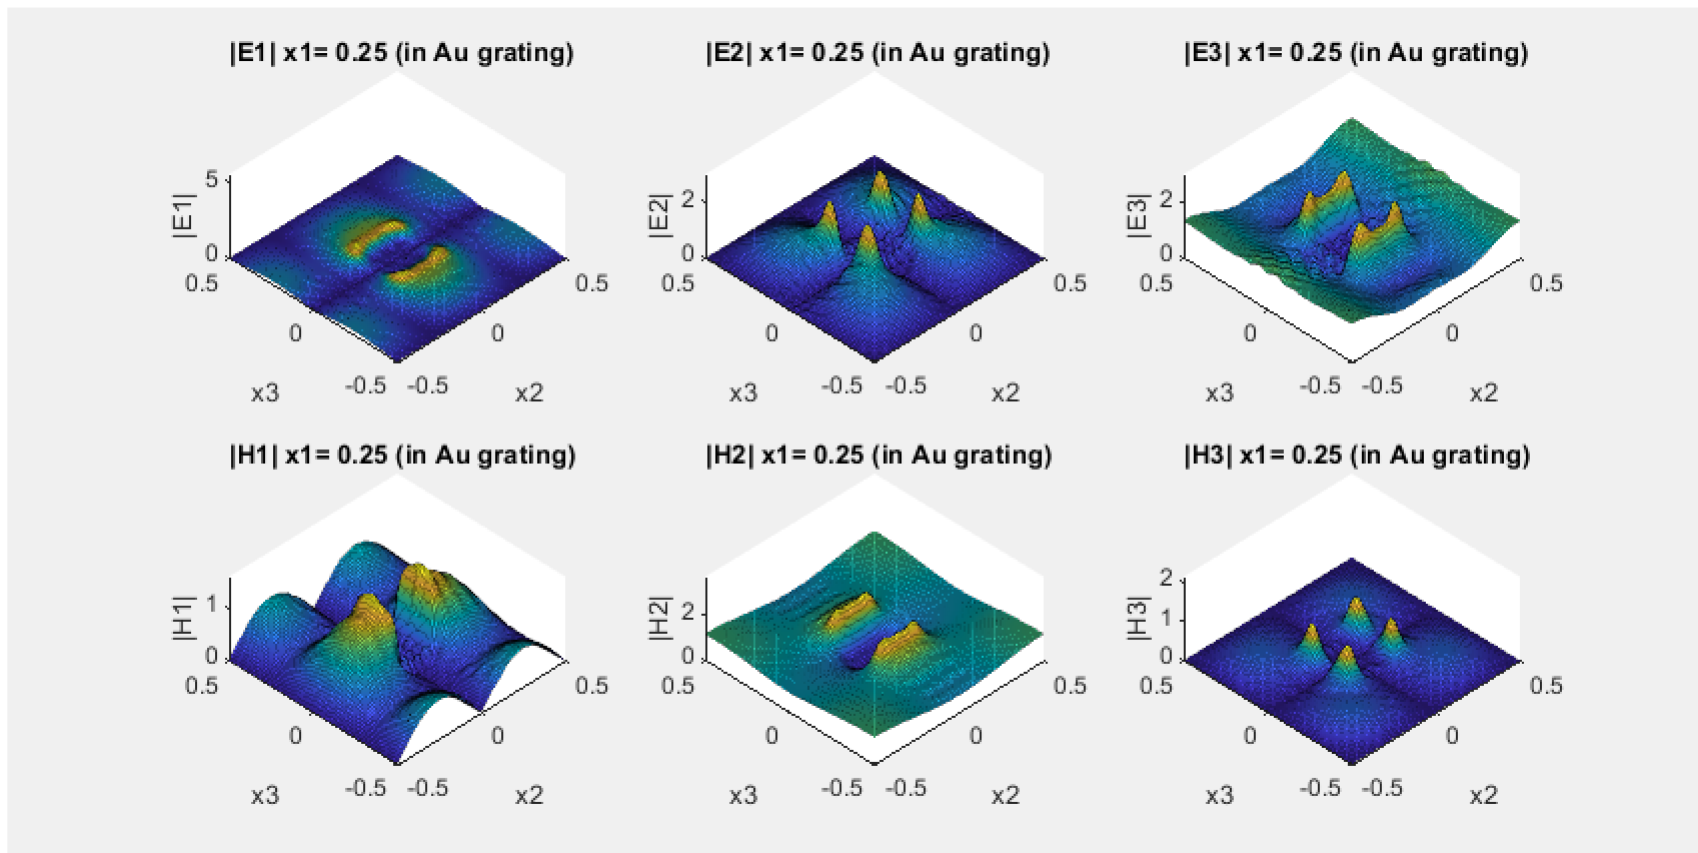 |E1| x1= 0.25 (in Au grating)
5
0
|E1|
0.5
0
-0.5
x3
-0.5
0
0.5
x2
|E2| x1= 0.25 (in Au grating)
2
0
|E2|
0.5
0
-0.5
x3
-0.5
0
0.5
x2
|E3| x1= 0.25 (in Au grating)
2
0
|E3|
0.5
0
-0.5
x3
-0.5
0
0.5
x2
|H1| x1= 0.25 (in Au grating)
1
0
|H1|
0.5
0
-0.5
x3
-0.5
0
0.5
x2
|H2| x1= 0.25 (in Au grating)
2
0
|H2|
0.5
0
-0.5
x3
-0.5
0
0.5
x2
|H3| x1= 0.25 (in Au grating)
2
1
0
|H3|
0.5
0
-0.5
x3
-0.5
0
0.5
x2